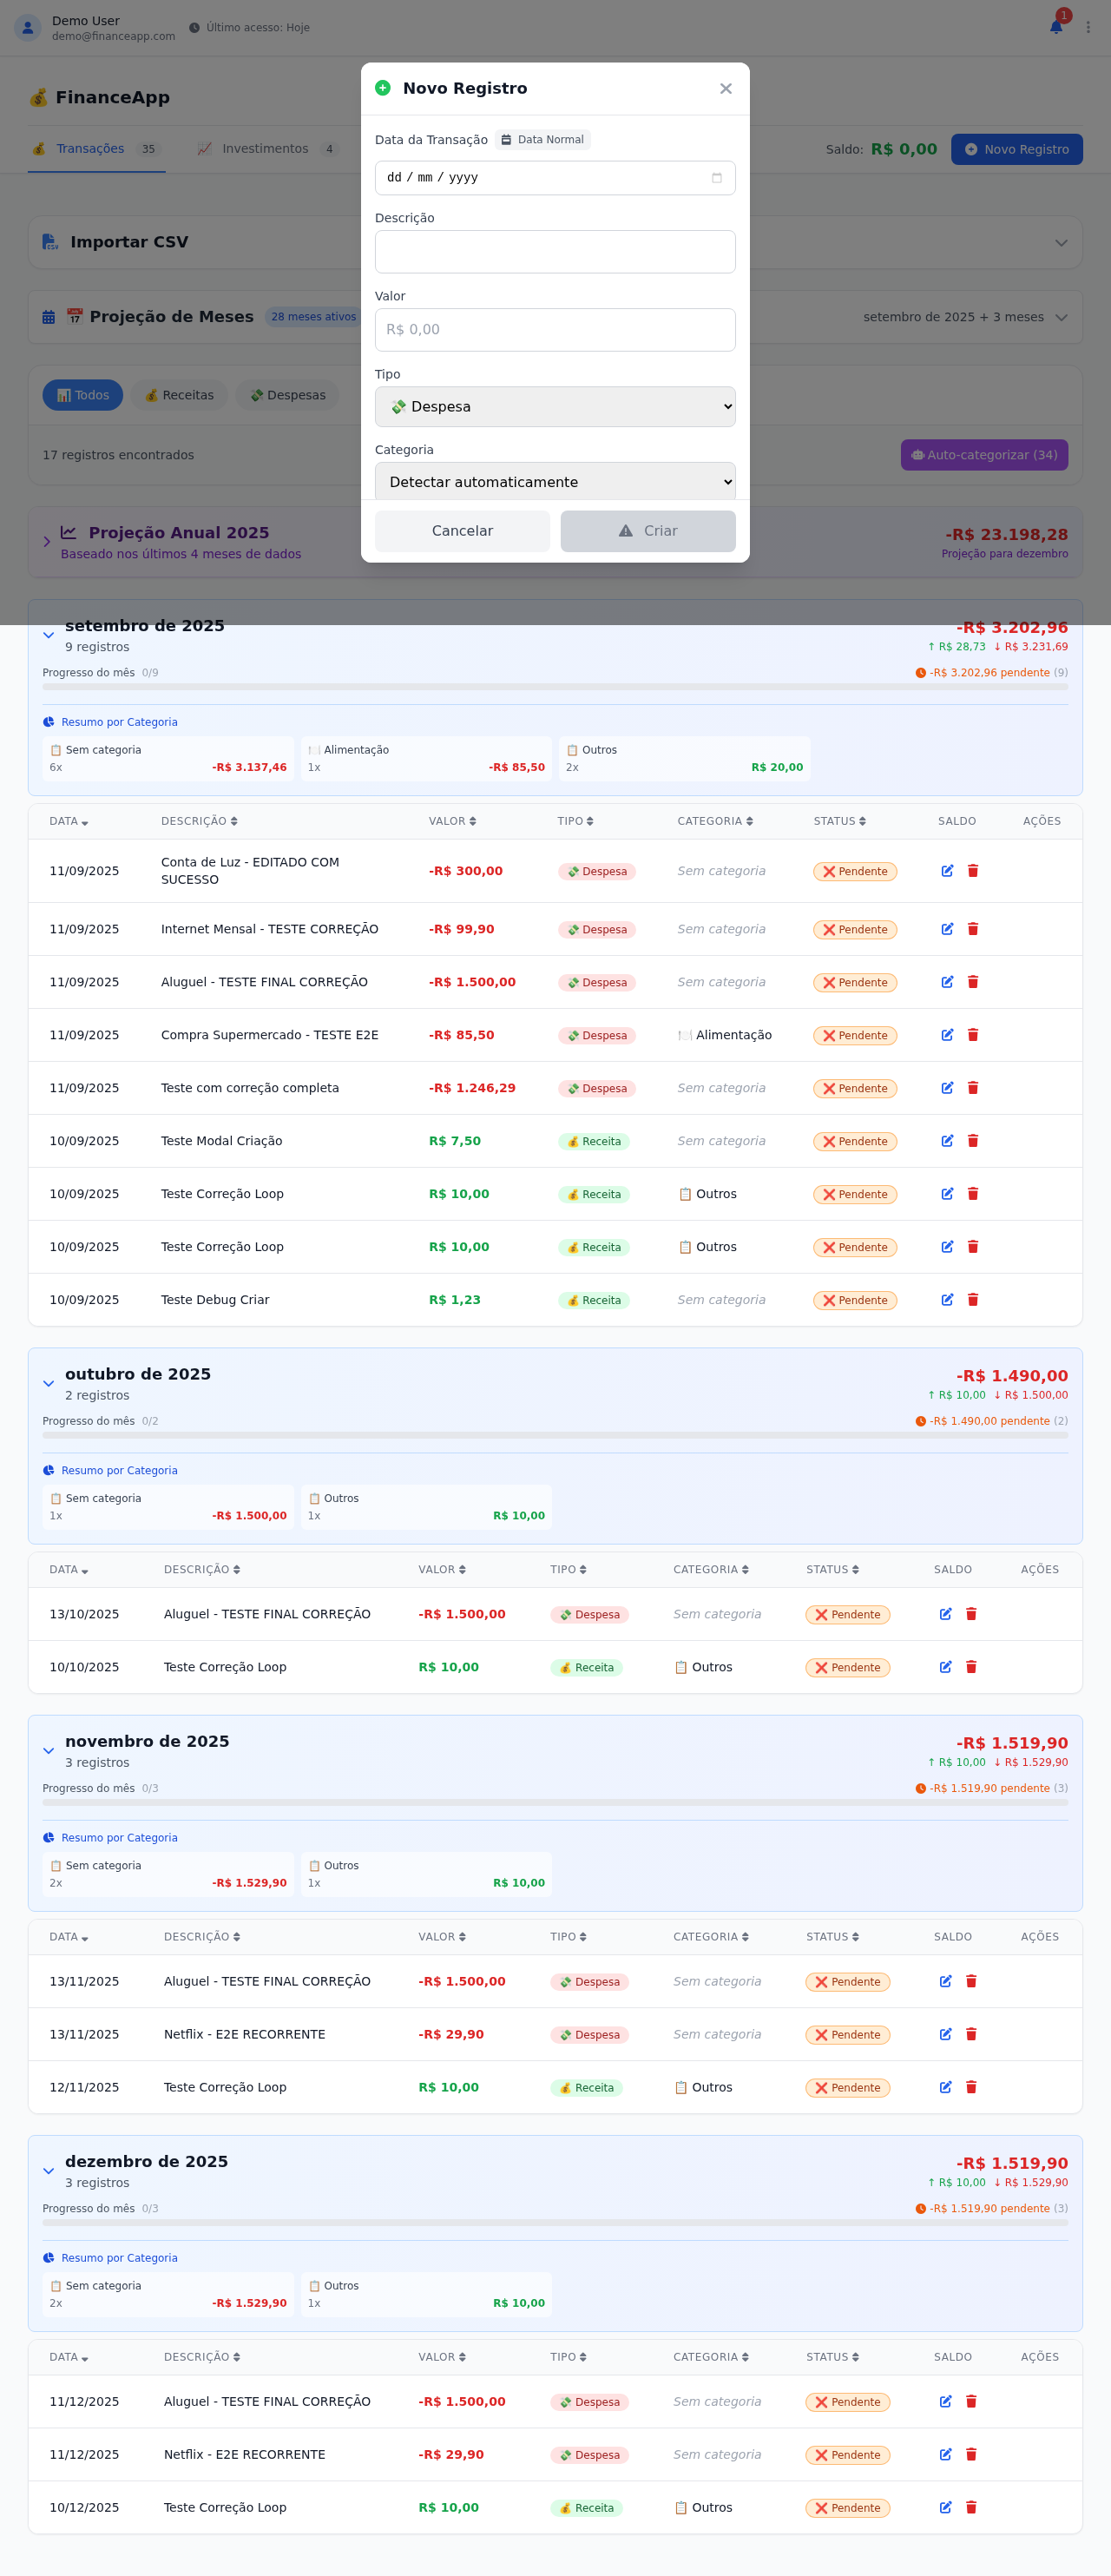 Demo User
demo@financeapp.com
Último acesso: Hoje
1
💰 FinanceApp
💰 Transações 35
📈 Investimentos 4
Saldo: R$ 0,00
Novo Registro
Novo Registro
Data da Transação Data Normal
dd / mm / yyyy
Descrição
Valor
R$ 0,00
Tipo
💸 Despesa
Categoria
Detectar automaticamente
Cancelar
Criar
CSV Importar CSV
📅 Projeção de Meses 28 meses ativos
setembro de 2025 + 3 meses
📊 Todos
💰 Receitas
💸 Despesas
17 registros encontrados
Auto-categorizar (34)
Projeção Anual 2025
-R$ 23.198,28
Baseado nos últimos 4 meses de dados
Projeção para dezembro
setembro de 2025
-R$ 3.202,96
9 registros
↑ R$ 28,73 ↓ R$ 3.231,69
Progresso do mês 0/9
-R$ 3.202,96 pendente (9)
Resumo por Categoria
📋 Sem categoria
6x -R$ 3.137,46
🍽️ Alimentação
1x -R$ 85,50
📋 Outros
2x R$ 20,00
DATA DESCRIÇÃO VALOR TIPO CATEGORIA STATUS SALDO AÇÕES
11/09/2025 Conta de Luz - EDITADO COM SUCESSO -R$ 300,00 💸 Despesa Sem categoria ❌ Pendente
11/09/2025 Internet Mensal - TESTE CORREÇÃO -R$ 99,90 💸 Despesa Sem categoria ❌ Pendente
11/09/2025 Aluguel - TESTE FINAL CORREÇÃO -R$ 1.500,00 💸 Despesa Sem categoria ❌ Pendente
11/09/2025 Compra Supermercado - TESTE E2E -R$ 85,50 💸 Despesa 🍽️ Alimentação ❌ Pendente
11/09/2025 Teste com correção completa -R$ 1.246,29 💸 Despesa Sem categoria ❌ Pendente
10/09/2025 Teste Modal Criação R$ 7,50 💰 Receita Sem categoria ❌ Pendente
10/09/2025 Teste Correção Loop R$ 10,00 💰 Receita 📋 Outros ❌ Pendente
10/09/2025 Teste Correção Loop R$ 10,00 💰 Receita 📋 Outros ❌ Pendente
10/09/2025 Teste Debug Criar R$ 1,23 💰 Receita Sem categoria ❌ Pendente
outubro de 2025
-R$ 1.490,00
2 registros
↑ R$ 10,00 ↓ R$ 1.500,00
Progresso do mês 0/2
-R$ 1.490,00 pendente (2)
Resumo por Categoria
📋 Sem categoria
1x -R$ 1.500,00
📋 Outros
1x R$ 10,00
DATA DESCRIÇÃO VALOR TIPO CATEGORIA STATUS SALDO AÇÕES
13/10/2025 Aluguel - TESTE FINAL CORREÇÃO -R$ 1.500,00 💸 Despesa Sem categoria ❌ Pendente
10/10/2025 Teste Correção Loop R$ 10,00 💰 Receita 📋 Outros ❌ Pendente
novembro de 2025
-R$ 1.519,90
3 registros
↑ R$ 10,00 ↓ R$ 1.529,90
Progresso do mês 0/3
-R$ 1.519,90 pendente (3)
Resumo por Categoria
📋 Sem categoria
2x -R$ 1.529,90
📋 Outros
1x R$ 10,00
DATA DESCRIÇÃO VALOR TIPO CATEGORIA STATUS SALDO AÇÕES
13/11/2025 Aluguel - TESTE FINAL CORREÇÃO -R$ 1.500,00 💸 Despesa Sem categoria ❌ Pendente
13/11/2025 Netflix - E2E RECORRENTE -R$ 29,90 💸 Despesa Sem categoria ❌ Pendente
12/11/2025 Teste Correção Loop R$ 10,00 💰 Receita 📋 Outros ❌ Pendente
dezembro de 2025
-R$ 1.519,90
3 registros
↑ R$ 10,00 ↓ R$ 1.529,90
Progresso do mês 0/3
-R$ 1.519,90 pendente (3)
Resumo por Categoria
📋 Sem categoria
2x -R$ 1.529,90
📋 Outros
1x R$ 10,00
DATA DESCRIÇÃO VALOR TIPO CATEGORIA STATUS SALDO AÇÕES
11/12/2025 Aluguel - TESTE FINAL CORREÇÃO -R$ 1.500,00 💸 Despesa Sem categoria ❌ Pendente
11/12/2025 Netflix - E2E RECORRENTE -R$ 29,90 💸 Despesa Sem categoria ❌ Pendente
10/12/2025 Teste Correção Loop R$ 10,00 💰 Receita 📋 Outros ❌ Pendente